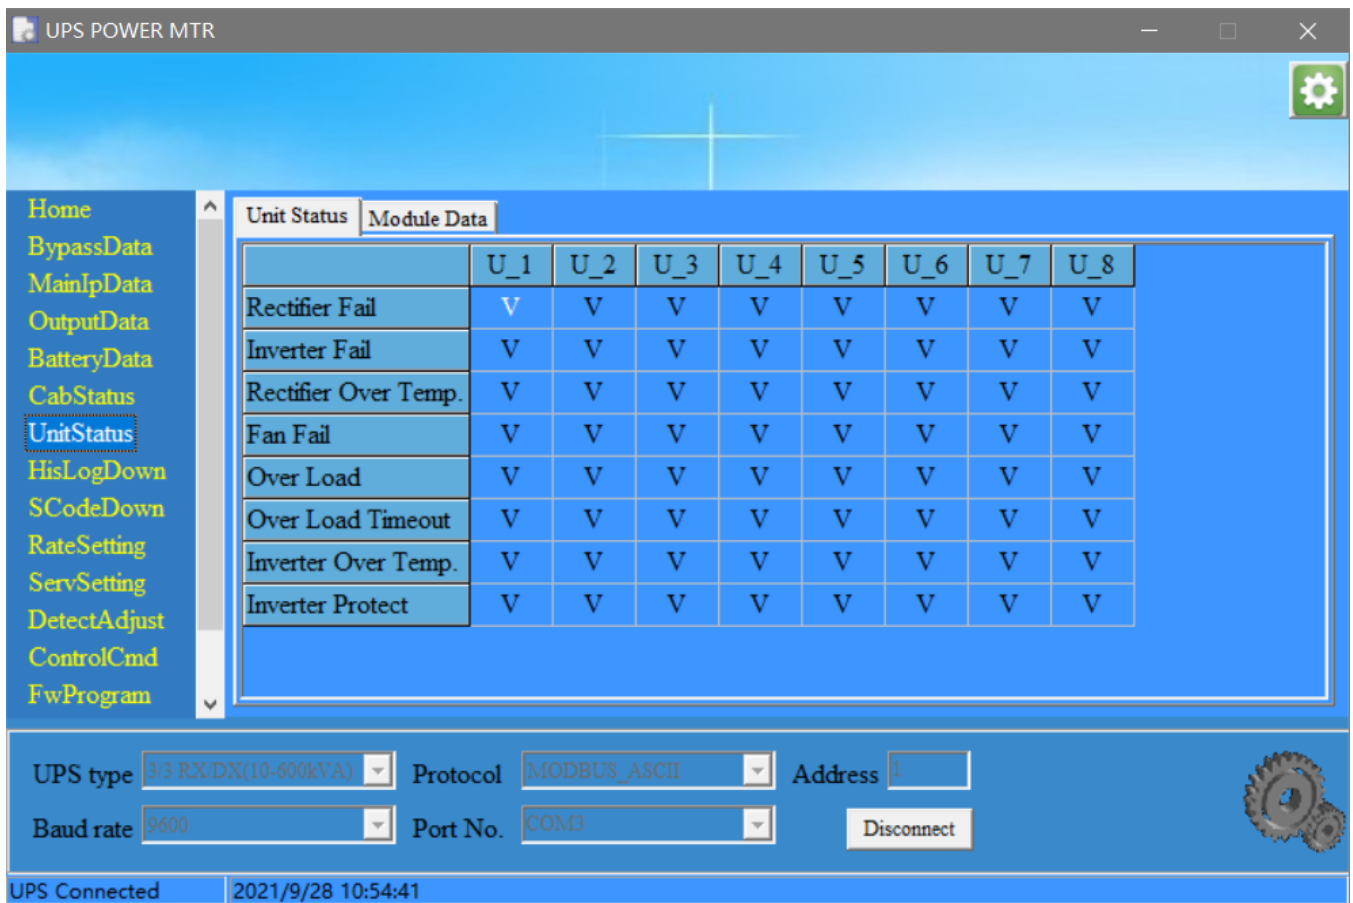 UPS POWER MTR
Home
BypassData
MainIpData
OutputData
BatteryData
CabStatus
UnitStatus
HisLogDown
SCodeDown
RateSetting
ServSetting
DetectAdjust
ControlCmd
FwProgram
Unit Status Module Data
U_1 U_2 U_3 U_4 U_5 U_6 U_7 U_8
Rectifier Fail V V V V V V V V
Inverter Fail V V V V V V V V
Rectifier Over Temp. V V V V V V V V
Fan Fail V V V V V V V V
Over Load V V V V V V V V
Over Load Timeout V V V V V V V V
Inverter Over Temp. V V V V V V V V
Inverter Protect V V V V V V V V
UPS type 3/3 RX/DX(10-600kVA) Protocol MODBUS_ASCII Address 1
Baud rate 9600 Port No. COM3 Disconnect
UPS Connected 2021/9/28 10:54:41